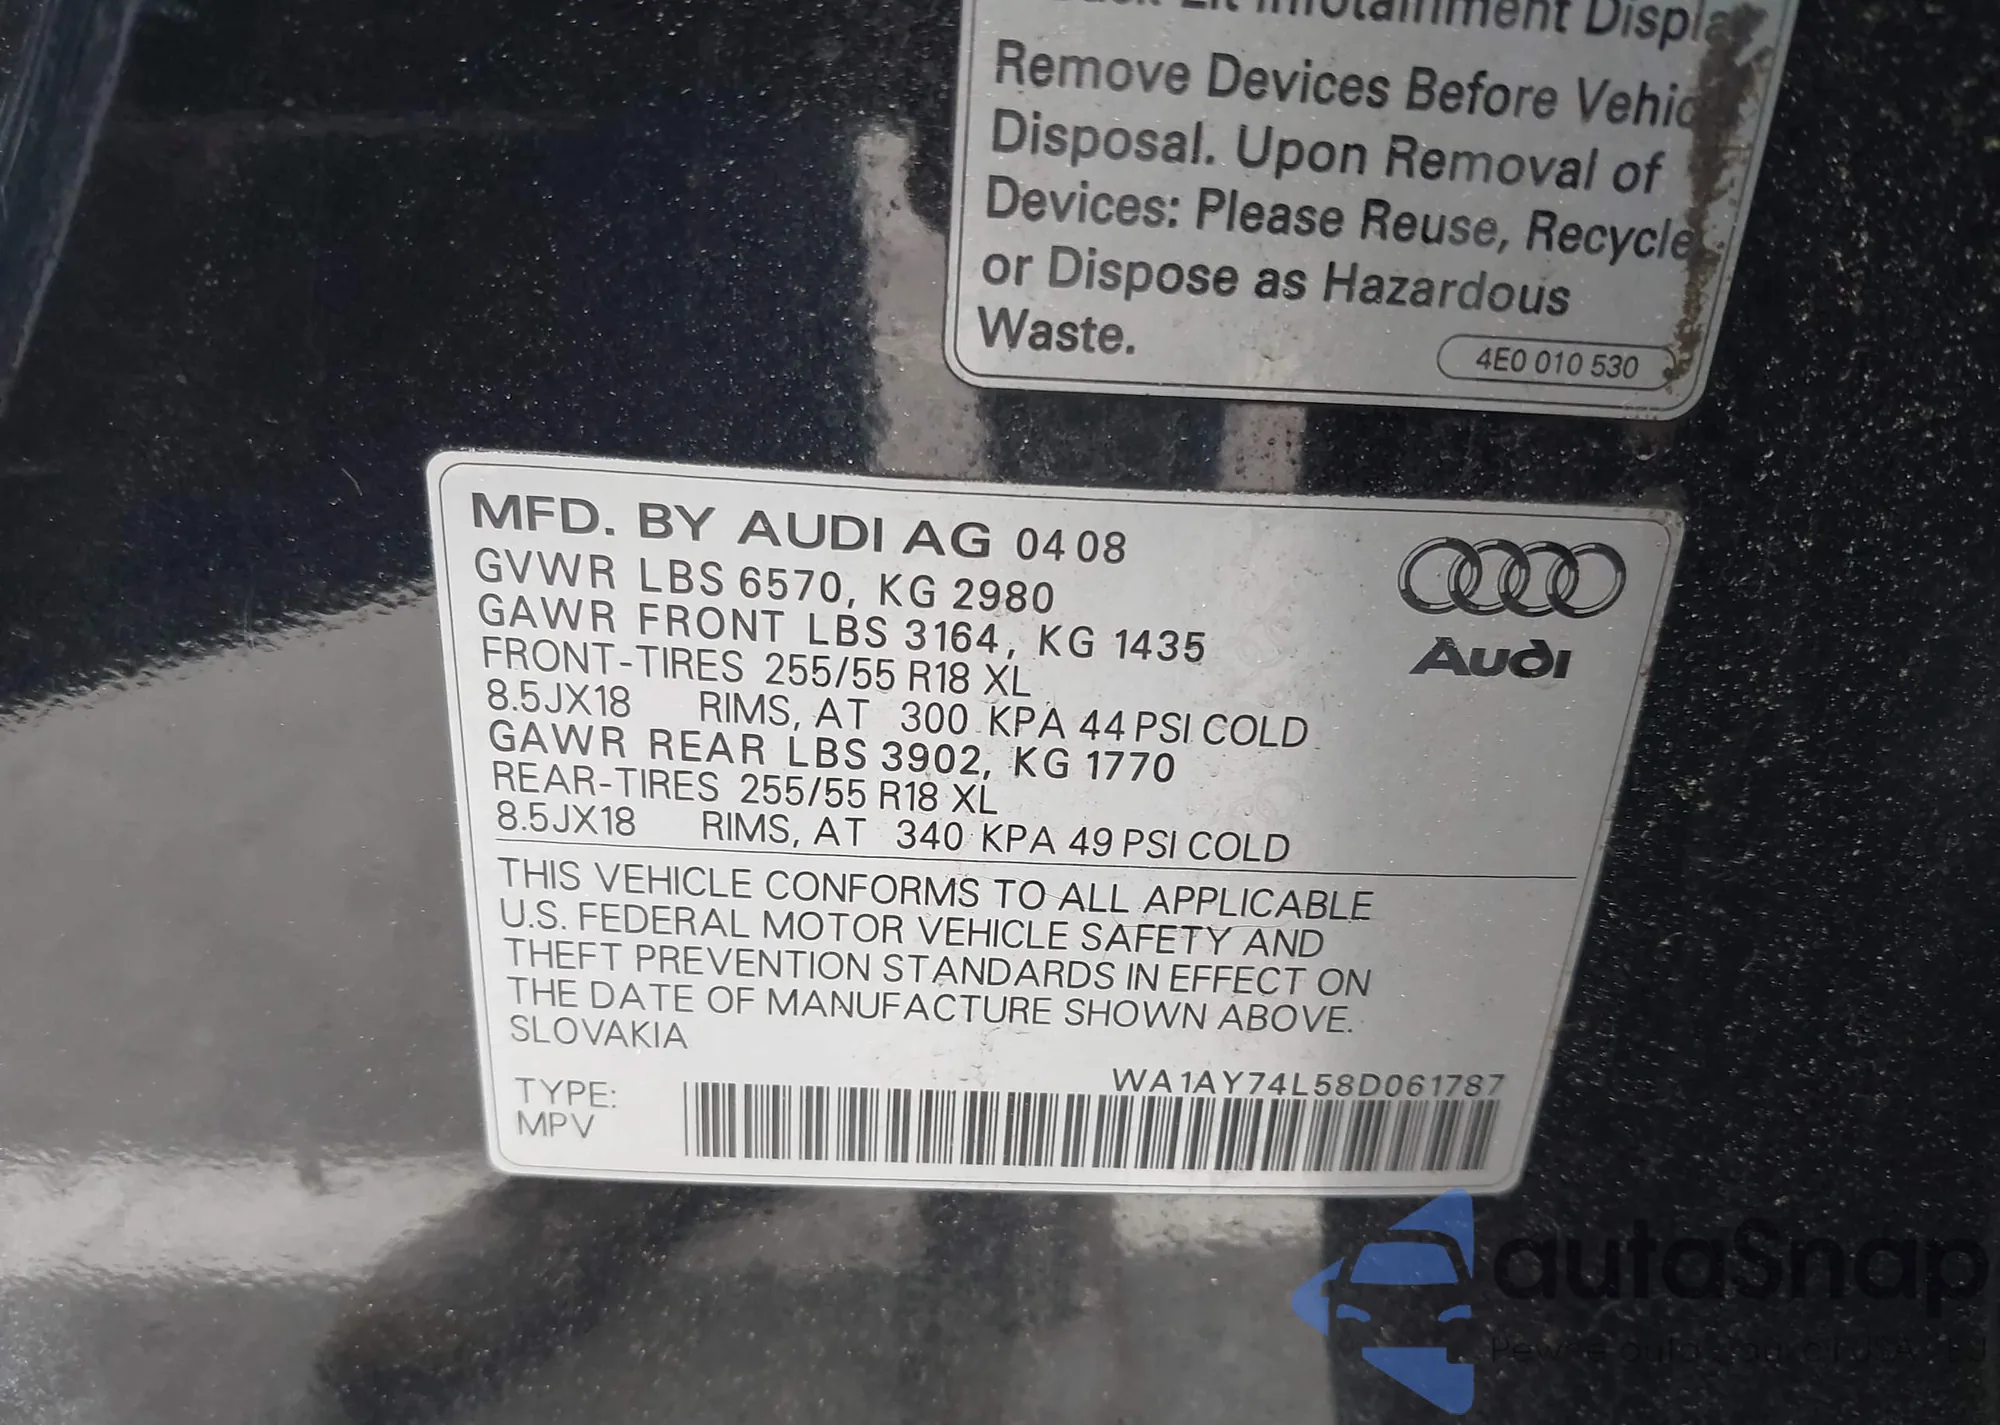 Infotainment Display
Remove Devices Before
Disposal. Upon Removal of
Devices: Please Reuse, Recycle
or Dispose as Hazardous
Waste.
4E0 010 530
MFD. BY AUDI AG 04 08
GVWR LBS 6570, KG 2980
GAWR FRONT LBS 3164, KG 1435
FRONT-TIRES 255/55 R18 XL
8.5JX18 RIMS, AT 300 KPA 44 PSI COLD
GAWR REAR LBS 3902, KG 1770
REAR-TIRES 255/55 R18 XL
8.5JX18 RIMS, AT 340 KPA 49 PSI COLD
Audi
THIS VEHICLE CONFORMS TO ALL APPLICABLE
U.S. FEDERAL MOTOR VEHICLE SAFETY AND
THEFT PREVENTION STANDARDS IN EFFECT ON
THE DATE OF MANUFACTURE SHOWN ABOVE.
SLOVAKIA
WA1AY74L58D061787
TYPE:
MPV
autaSnap